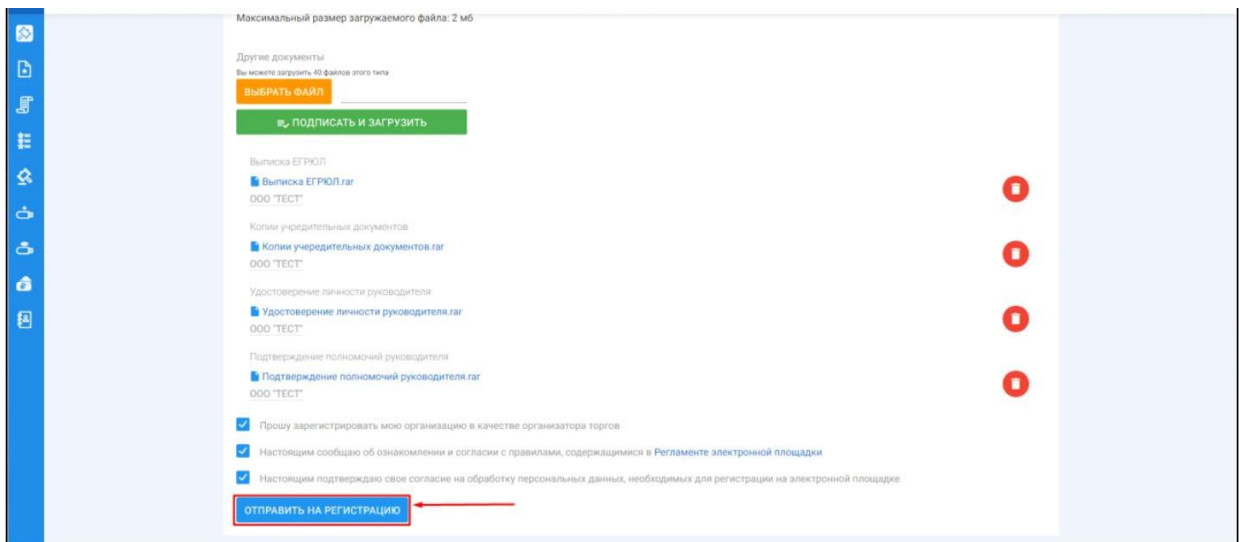 Максимальный размер загружаемого файла: 2 мб
Другие документы
Вы можете загрузить 40 файлов этого типа
ВЫБРАТЬ ФАЙЛ
ПОДПИСАТЬ И ЗАГРУЗИТЬ
Выписка ЕГРЮЛ
Выписка ЕГРЮЛ.rar
ООО "ТЕСТ"
Копии учредительных документов
Копии учередительных документов.rar
ООО "ТЕСТ"
Удостоверение личности руководителя
Удостоверение личности руководителя.rar
ООО "ТЕСТ"
Подтверждение полномочий руководителя
Подтверждение полномочий руководителя.rar
ООО "ТЕСТ"
Прошу зарегистрировать мою организацию в качестве организатора торгов
Настоящим сообщаю об ознакомлении и согласии с правилами, содержащимися в Регламенте электронной площадки
Настоящим подтверждаю свое согласие на обработку персональных данных, необходимых для регистрации на электронной площадке
ОТПРАВИТЬ НА РЕГИСТРАЦИЮ